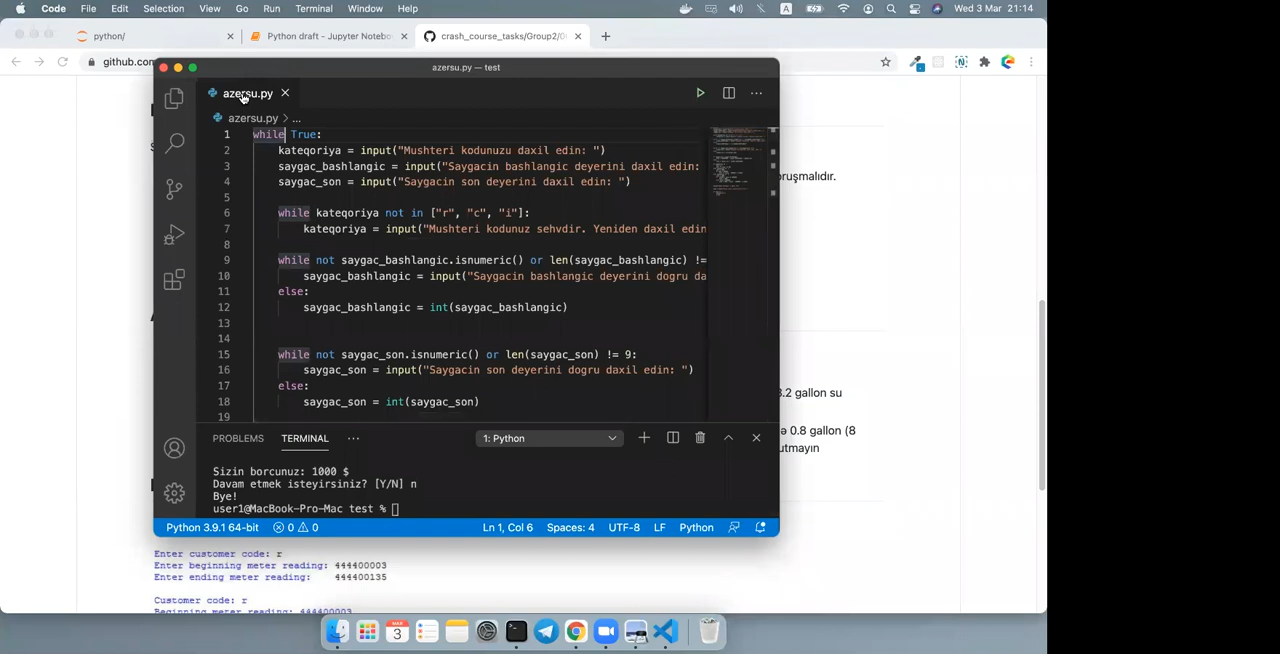 Code File Edit Selection View Go Run Terminal Window Help A Wed 3 Mar 21:14
python/ Python draft - Jupyter Notebo crash_course_tasks/Group2/0
github.com
azersu.py — test
azersu.py
azersu.py > ...
1 while True:
2 kateqoriya = input("Mushteri kodunuzu daxil edin: ")
3 saygac_bashlangic = input("Saygacin bashlangic deyerini daxil edin:
4 saygac_son = input("Saygacin son deyerini daxil edin: ")
5
6 while kateqoriya not in ["r", "c", "i"]:
7 kateqoriya = input("Mushteri kodunuz sehvdir. Yeniden daxil edin
8
9 while not saygac_bashlangic.isnumeric() or len(saygac_bashlangic) !=
10 saygac_bashlangic = input("Saygacin bashlangic deyerini dogru da
11 else:
12 saygac_bashlangic = int(saygac_bashlangic)
13
14
15 while not saygac_son.isnumeric() or len(saygac_son) != 9:
16 saygac_son = input("Saygacin son deyerini dogru daxil edin: ")
17 else:
18 saygac_son = int(saygac_son)
19
PROBLEMS TERMINAL ... 1: Python
Sizin borcunuz: 1000 $
Davam etmek isteyirsiniz? [Y/N] n
Bye!
user1@MacBook-Pro-Mac test %
Python 3.9.1 64-bit 0 0 Ln 1, Col 6 Spaces: 4 UTF-8 LF Python
oruşmalıdır.
3.2 gallon su
ə 0.8 gallon (8
utmayın
Enter customer code: r
Enter beginning meter reading: 444400003
Enter ending meter reading: 444400135
Customer code: r
Beginning meter reading: 444400003
MAR
3